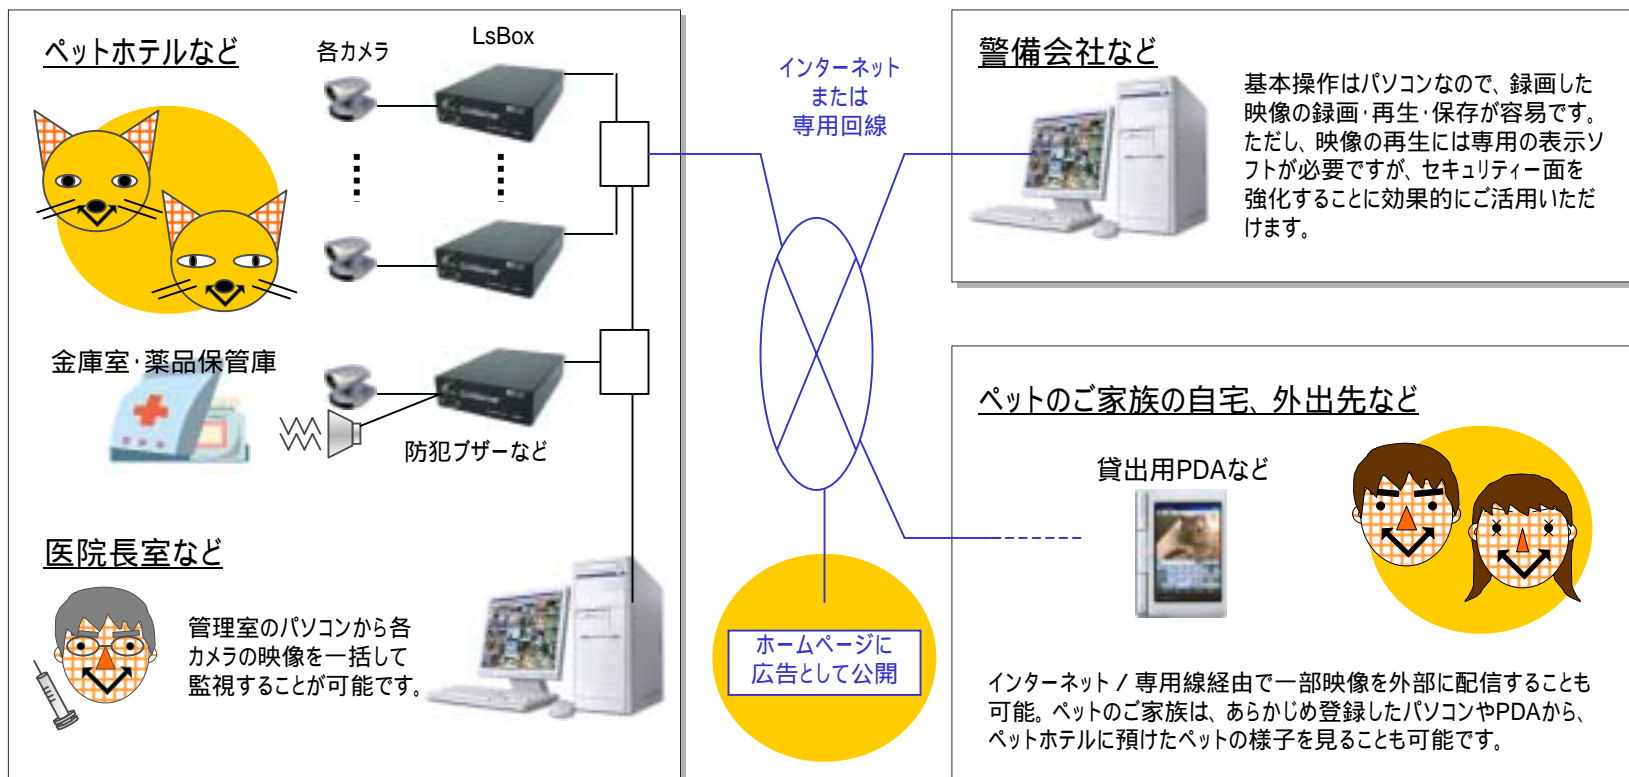 ペットホテルなど
各カメラ
LsBox
金庫室・薬品保管庫
防犯ブザーなど
医院長室など
管理室のパソコンから各
カメラの映像を一括して
監視することが可能です。
インターネット
または
専用回線
ホームページに
広告として公開
警備会社など
基本操作はパソコンなので、録画した
映像の録画・再生・保存が容易です。
ただし、映像の再生には専用の表示ソ
フトが必要ですが、セキュリティー面を
強化することに効果的にご活用いただ
けます。
ペットのご家族の自宅、外出先など
貸出用PDAなど
インターネット / 専用線経由で一部映像を外部に配信することも
可能。ペットのご家族は、あらかじめ登録したパソコンやPDAから、
ペットホテルに預けたペットの様子を見ることも可能です。